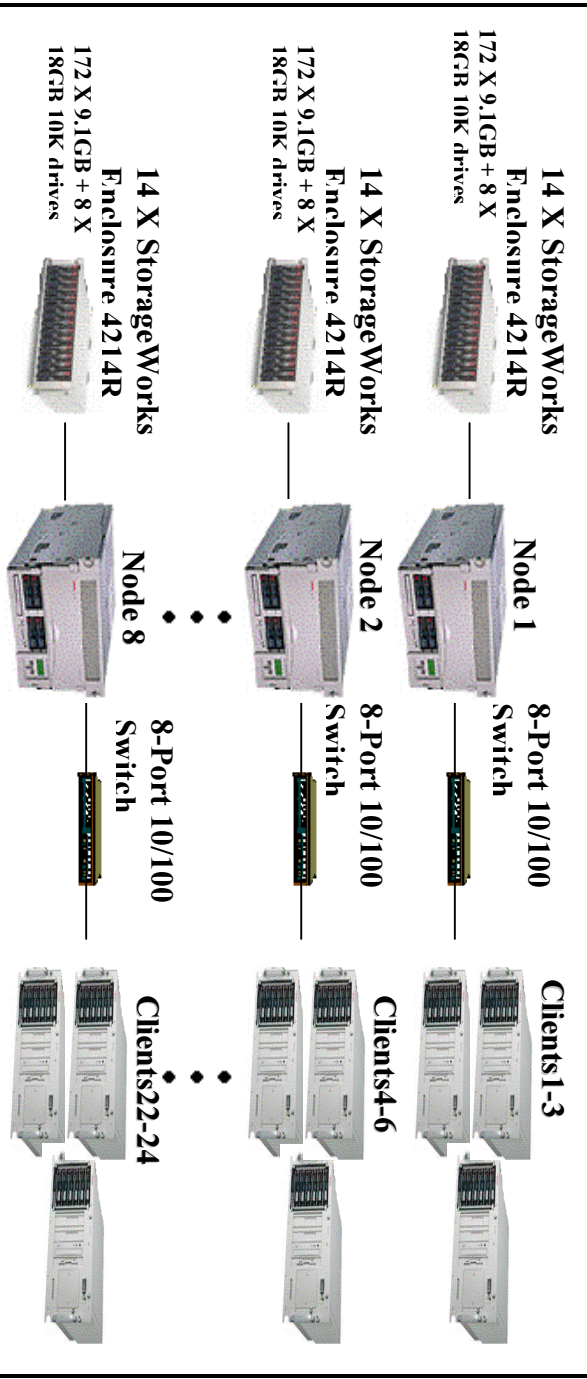 14 X StorageWorks
Enclosure 4214R
172 X 9.1GB + 8 X
18GB 10K drives
Node 1
8-Port 10/100
Switch
Clients1-3
14 X StorageWorks
Enclosure 4214R
172 X 9.1GB + 8 X
18GB 10K drives
Node 2
8-Port 10/100
Switch
Clients4-6
14 X StorageWorks
Enclosure 4214R
172 X 9.1GB + 8 X
18GB 10K drives
Node 8
8-Port 10/100
Switch
Clients22-24